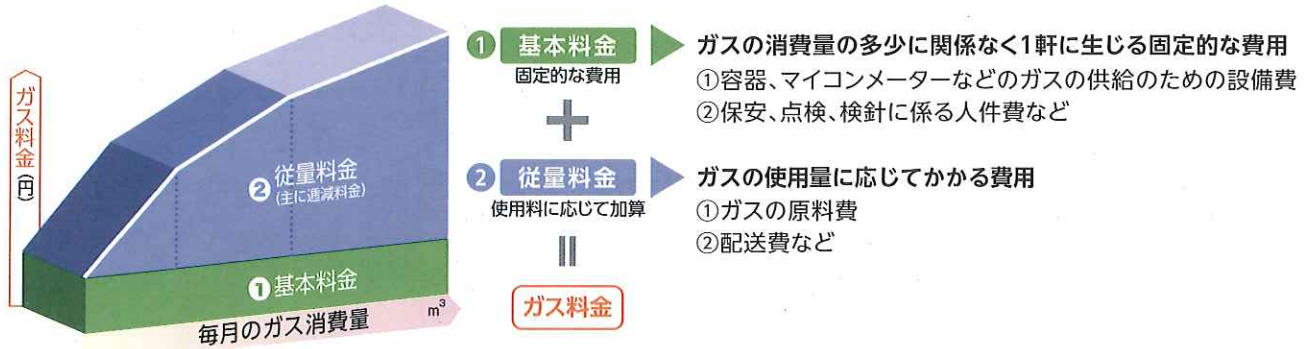 ガス料金(円)
❷従量料金
(主に逓減料金)
❶基本料金
毎月のガス消費量 m³
❶ 基本料金
固定的な費用
+
❷ 従量料金
使用料に応じて加算
||
ガス料金
ガスの消費量の多少に関係なく1軒に生じる固定的な費用
①容器、マイコンメーターなどのガスの供給のための設備費
②保安、点検、検針に係る人件費など
ガスの使用量に応じてかかる費用
①ガスの原料費
②配送費など